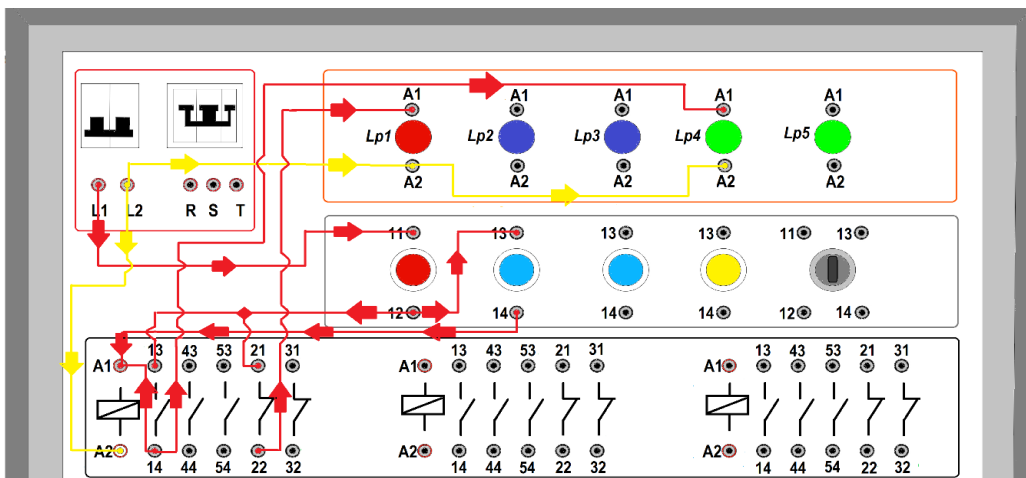 A1 A1 A1 A1 A1
Lp1 Lp2 Lp3 Lp4 Lp5
A2 A2 A2 A2 A2
L1 L2 R S T
11 13 13 13 11 13
12 14 14 14 12 14
13 43 53 21 31 13 43 53 21 31 13 43 53 21 31
A1 A1 A1
A2 A2 A2
14 44 54 22 32 14 44 54 22 32 14 44 54 22 32